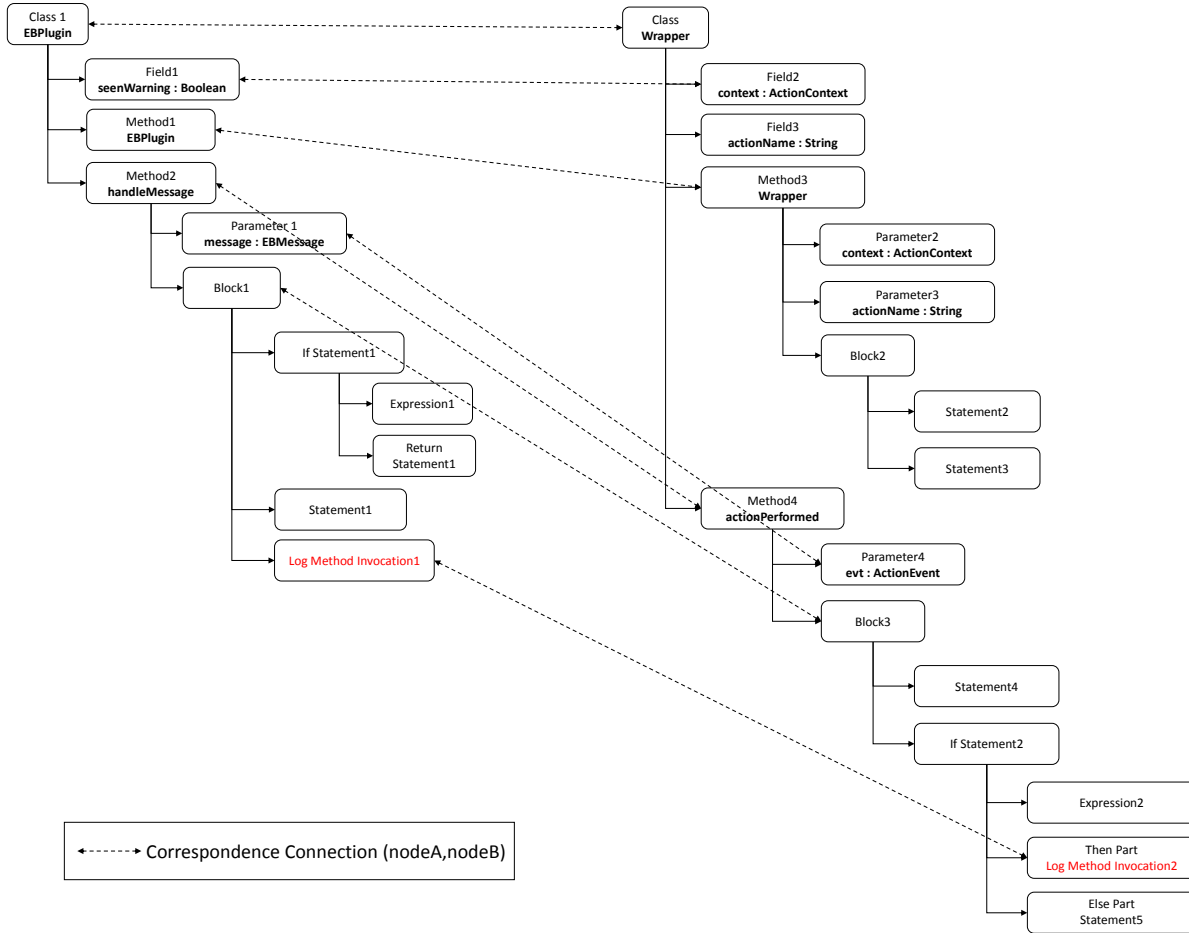 Class 1
EBPlugin
Field1
seenWarning : Boolean
Method1
EBPlugin
Method2
handleMessage
Parameter 1
message : EBMessage
Block1
If Statement1
Expression1
Return
Statement1
Statement1
Log Method Invocation1
Class
Wrapper
Field2
context : ActionContext
Field3
actionName : String
Method3
Wrapper
Parameter2
context : ActionContext
Parameter3
actionName : String
Block2
Statement2
Statement3
Method4
actionPerformed
Parameter4
evt : ActionEvent
Block3
Statement4
If Statement2
Expression2
Then Part
Log Method Invocation2
Else Part
Statement5
Correspondence Connection (nodeA,nodeB)